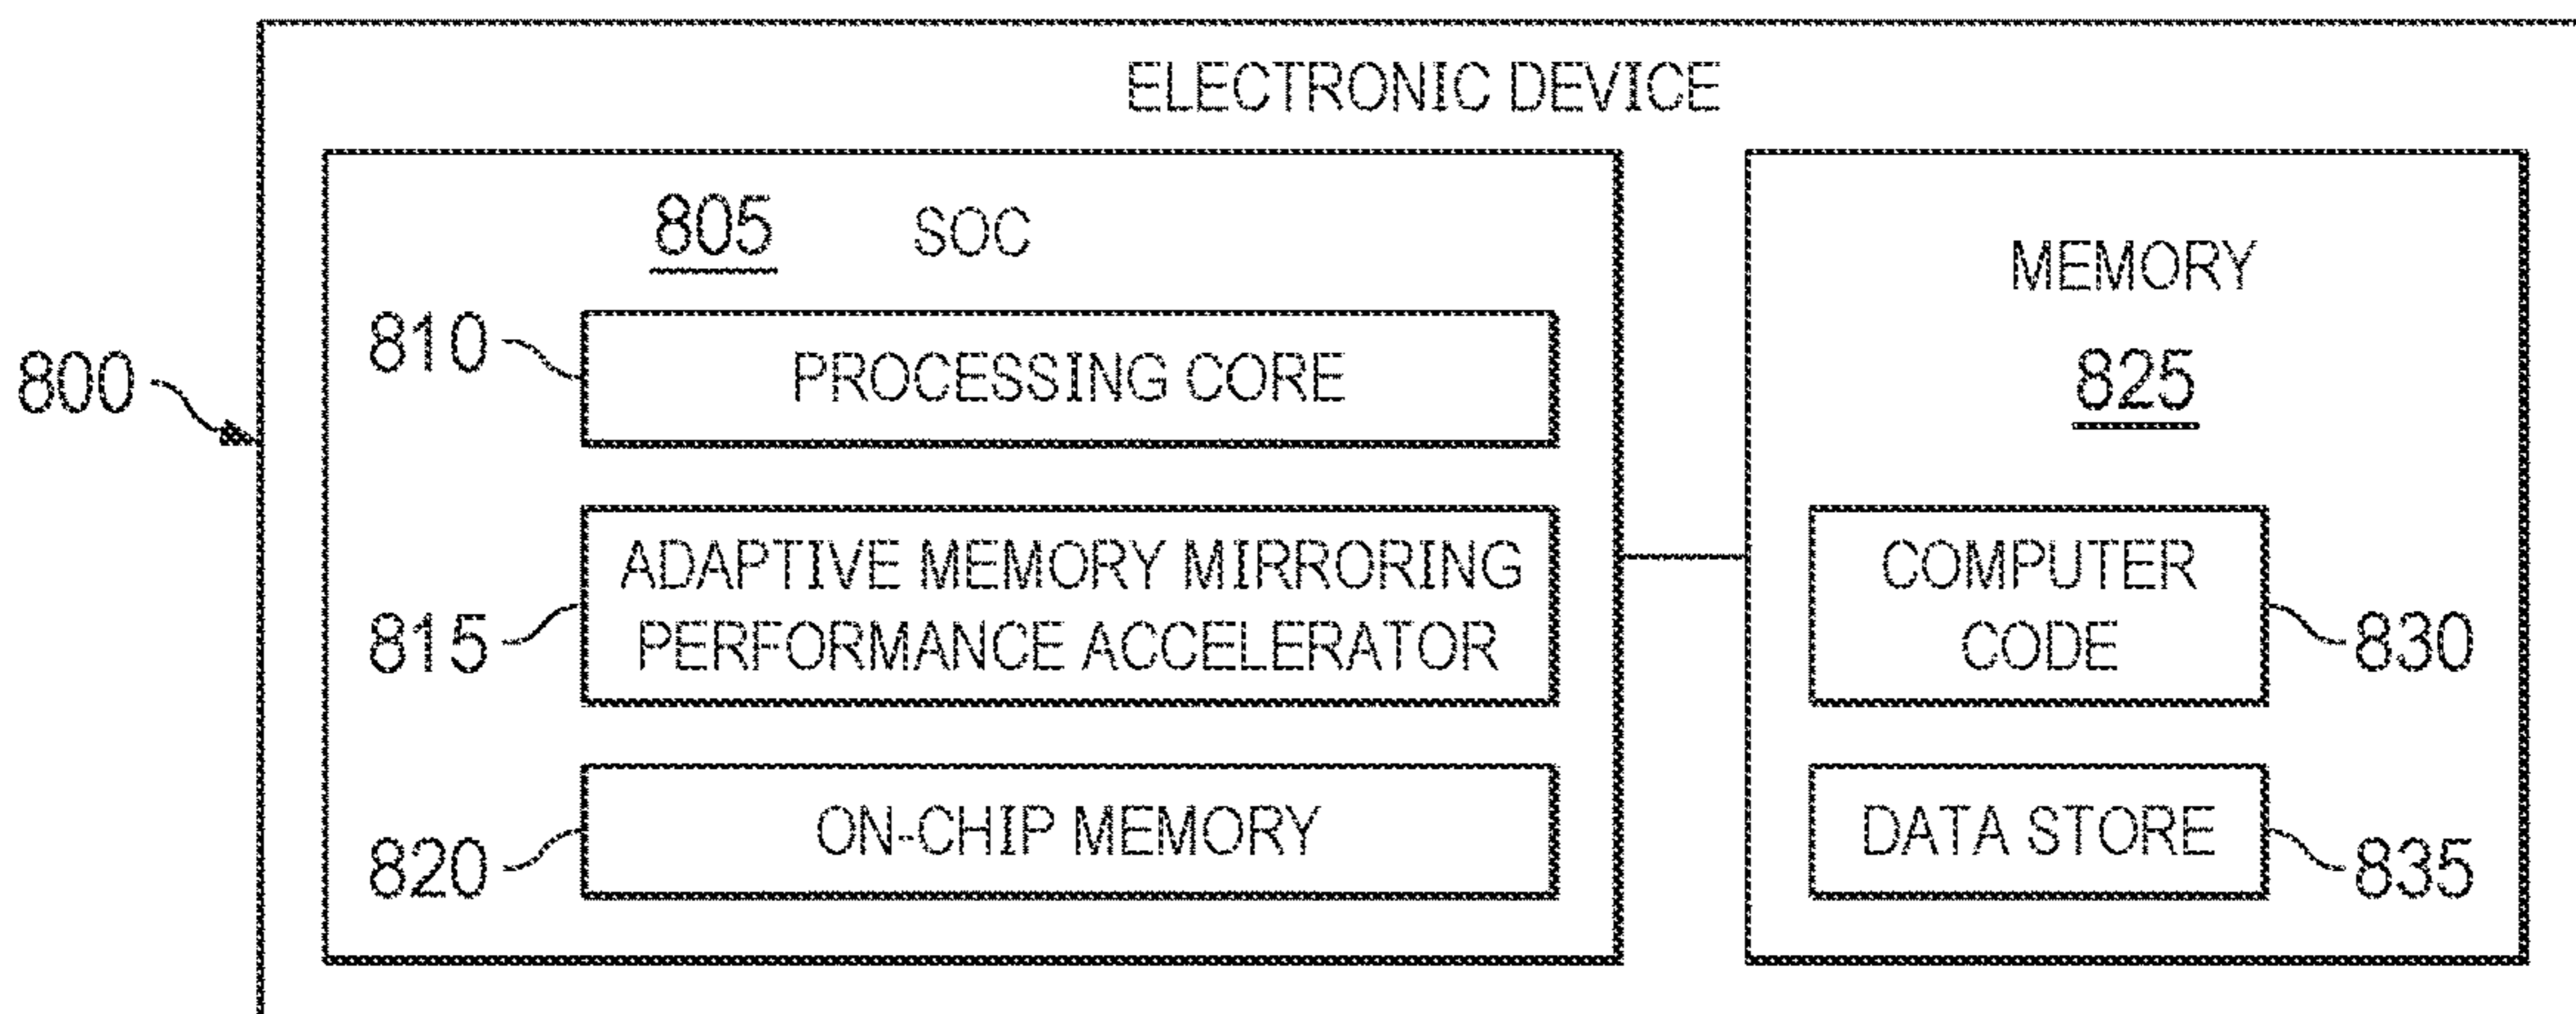 ELECTRONIC DEVICE
800
805 SOC
810 PROCESSING CORE
815 ADAPTIVE MEMORY MIRRORING
PERFORMANCE ACCELERATOR
820 ON-CHIP MEMORY
MEMORY
825
COMPUTER
CODE
830
DATA STORE 835